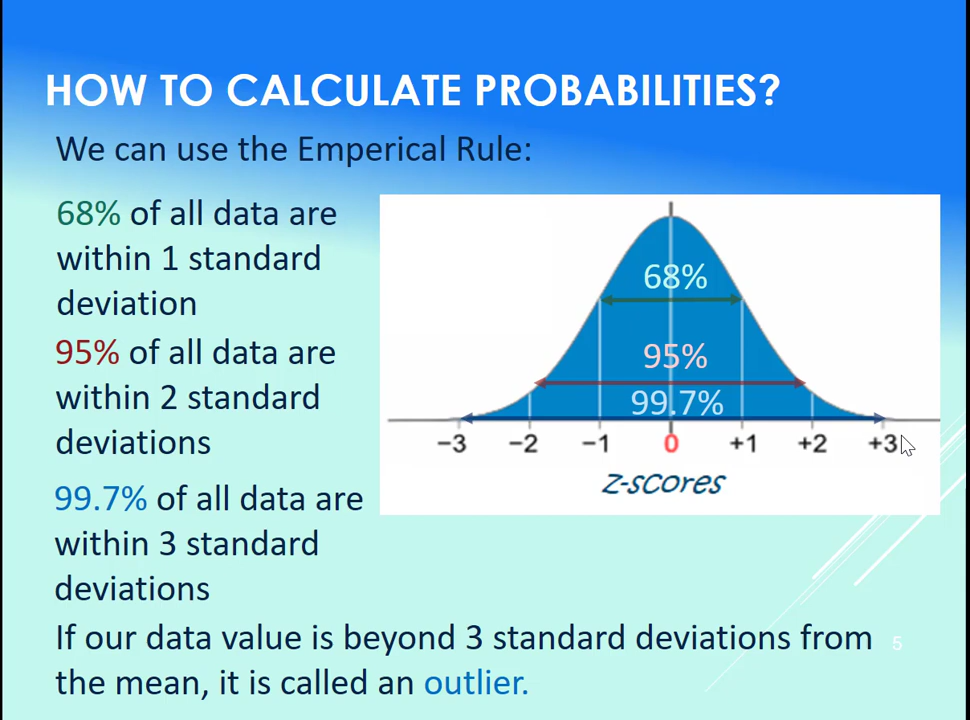 HOW TO CALCULATE PROBABILITIES?
We can use the Emperical Rule:
68% of all data are
within 1 standard
deviation
95% of all data are
within 2 standard
deviations
99.7% of all data are
within 3 standard
deviations
68%
95%
99.7%
−3 −2 −1 0 +1 +2 +3
z-scores
If our data value is beyond 3 standard deviations from
the mean, it is called an outlier.
5